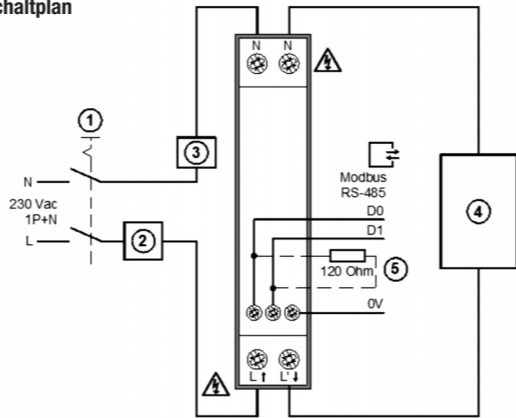 chaltplan
N N
1
3
Modbus
RS-485
N
230 Vac
1P+N
4
D0
L
2
D1
120 Ohm
5
0V
L L'